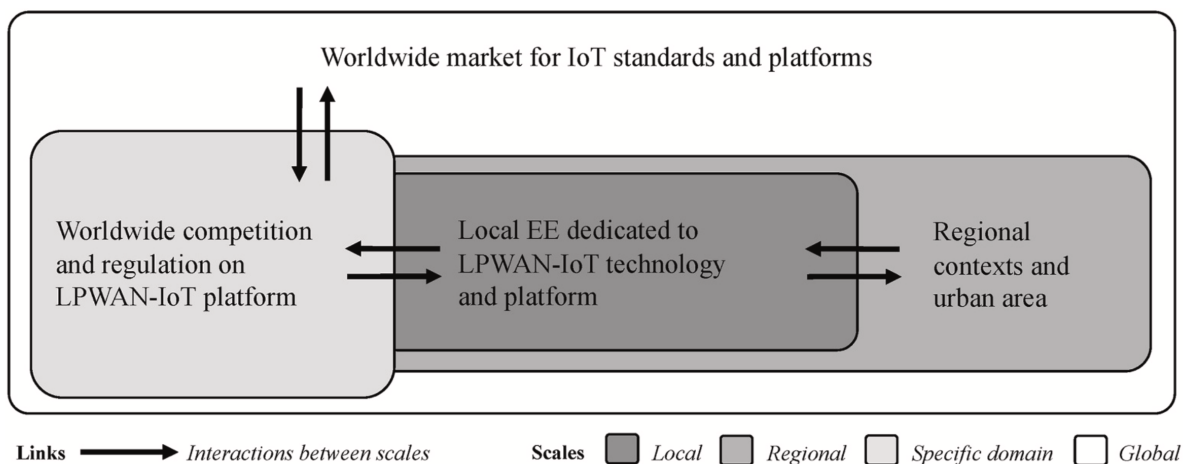 Worldwide market for IoT standards and platforms
Worldwide competition
and regulation on
LPWAN-IoT platform
Local EE dedicated to
LPWAN-IoT technology
and platform
Regional
contexts and
urban area
Links Interactions between scales Scales Local Regional Specific domain Global